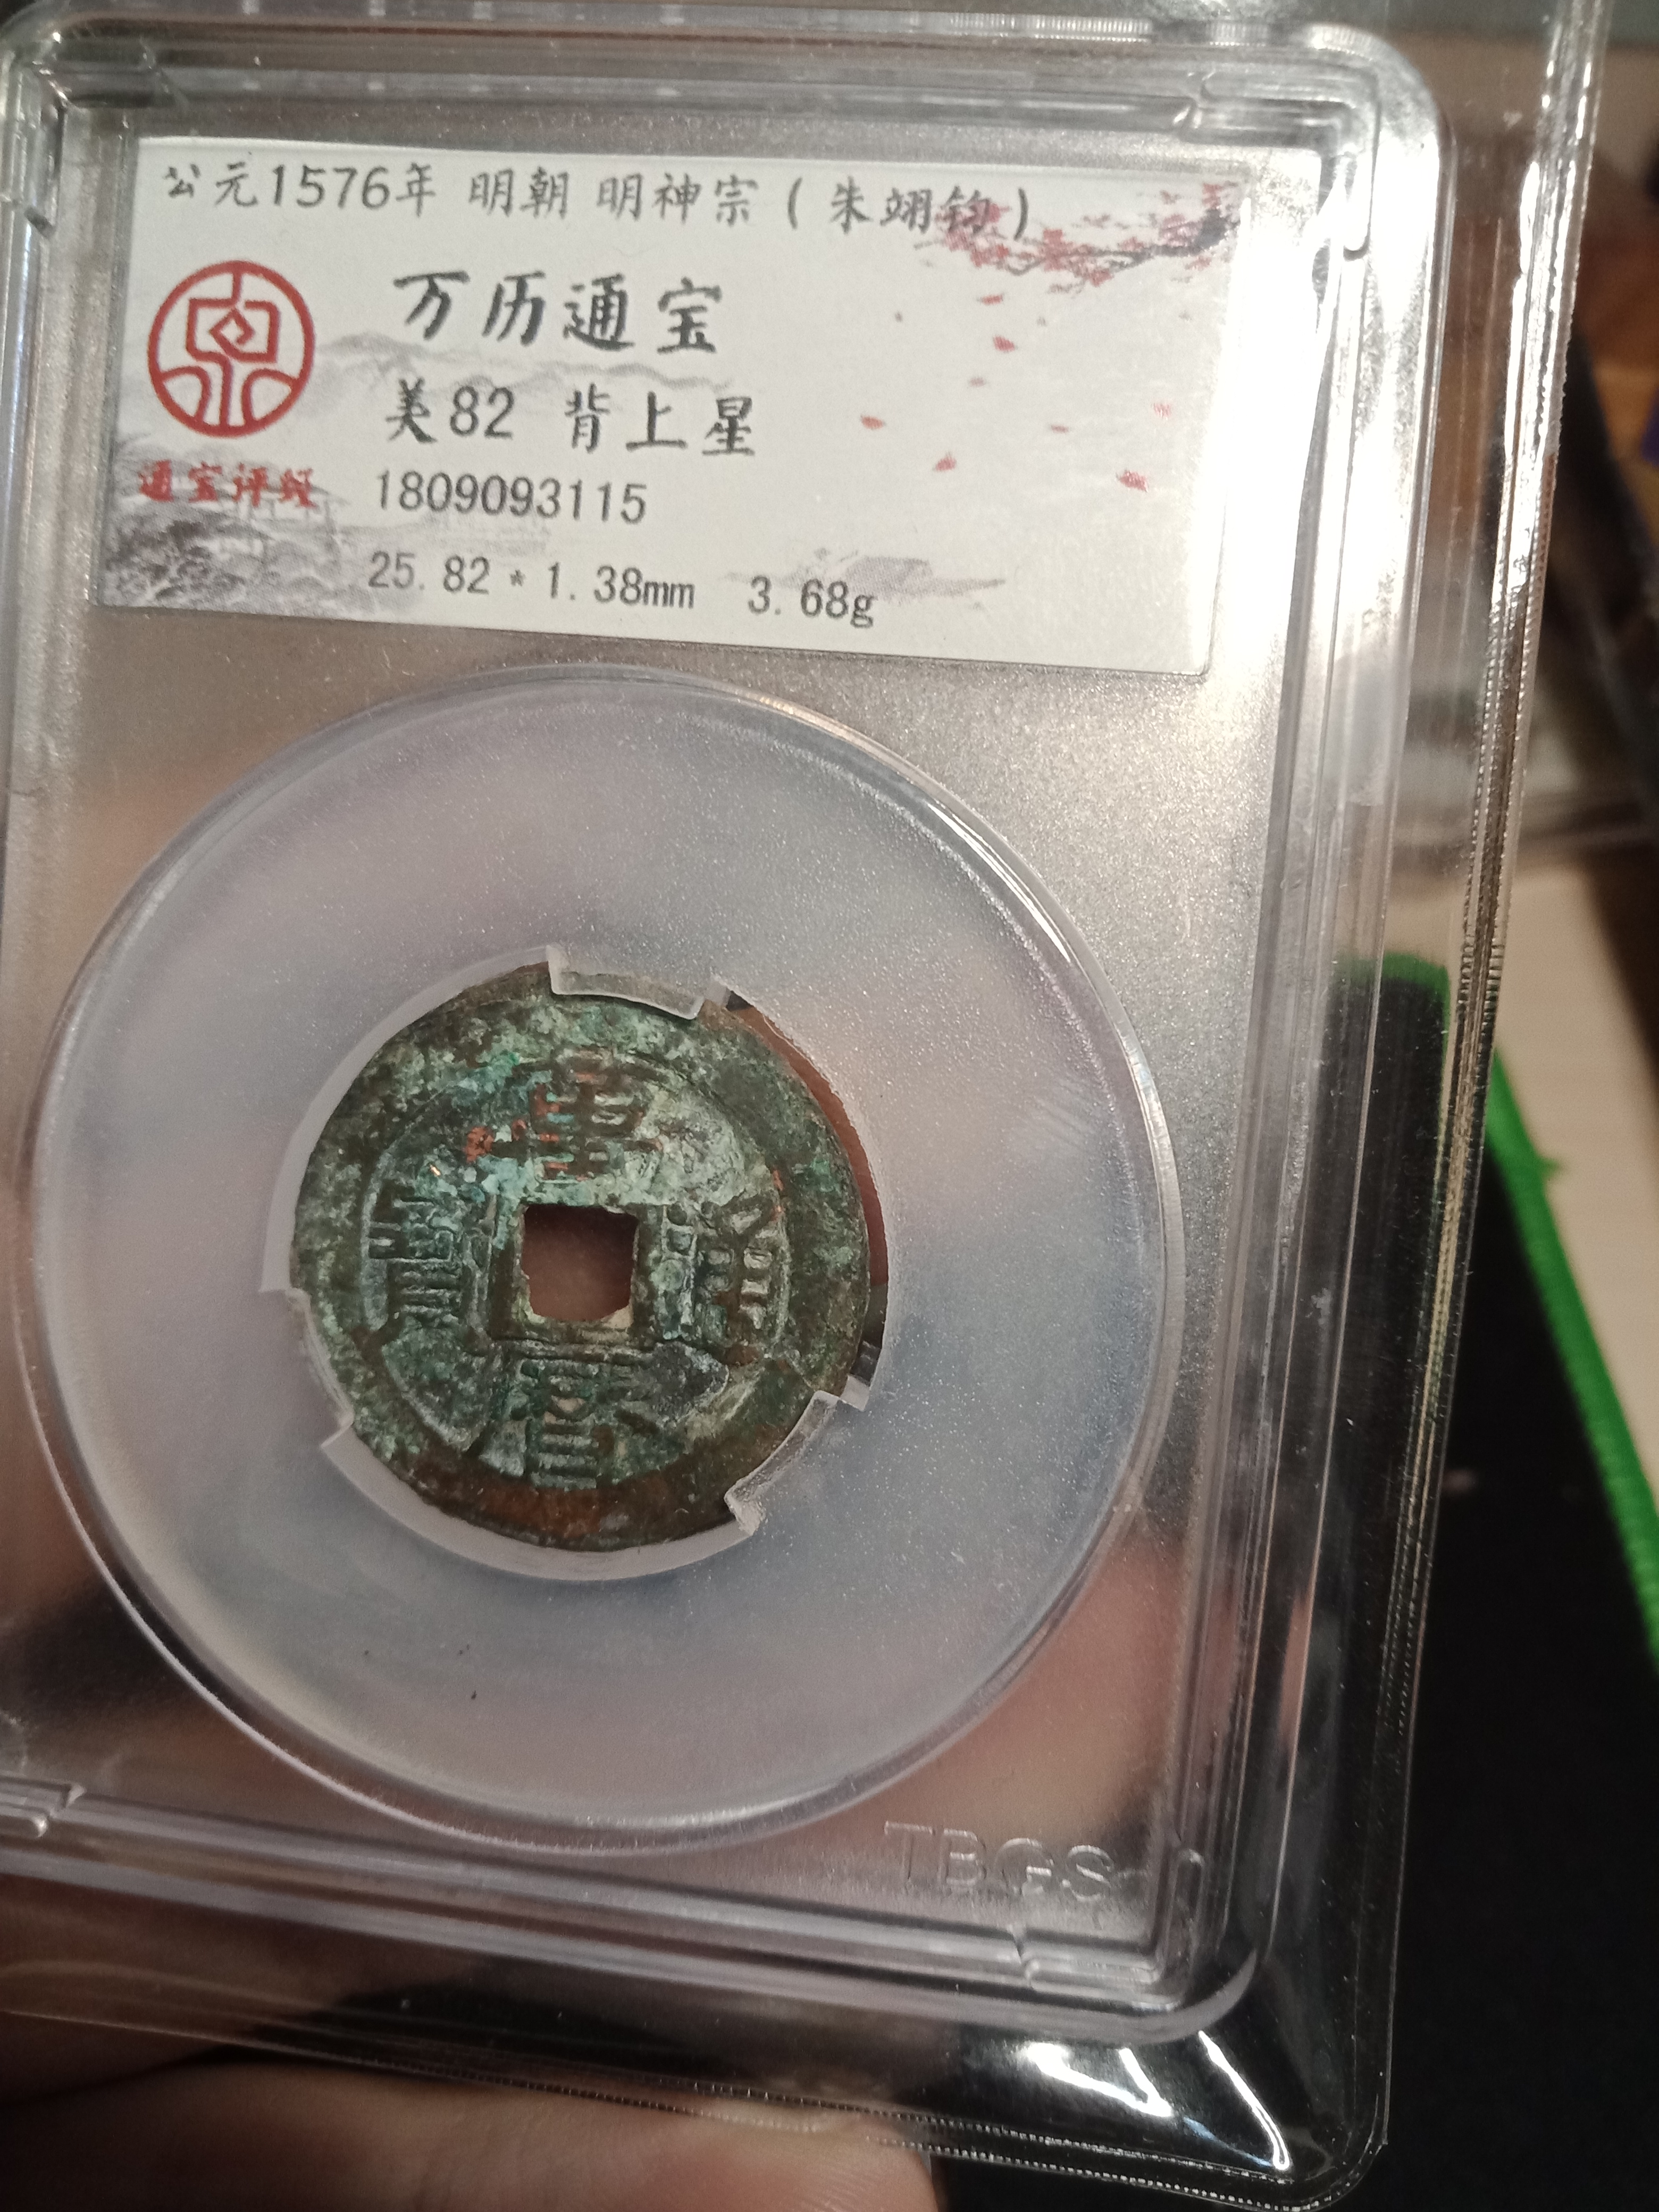 公元1576年 明朝 明神宗（朱翊钧）
万历通宝
美82 背上星
通宝评级
1809093115
25.82*1.38mm 3.68g
萬
寶 通
曆
TBGS